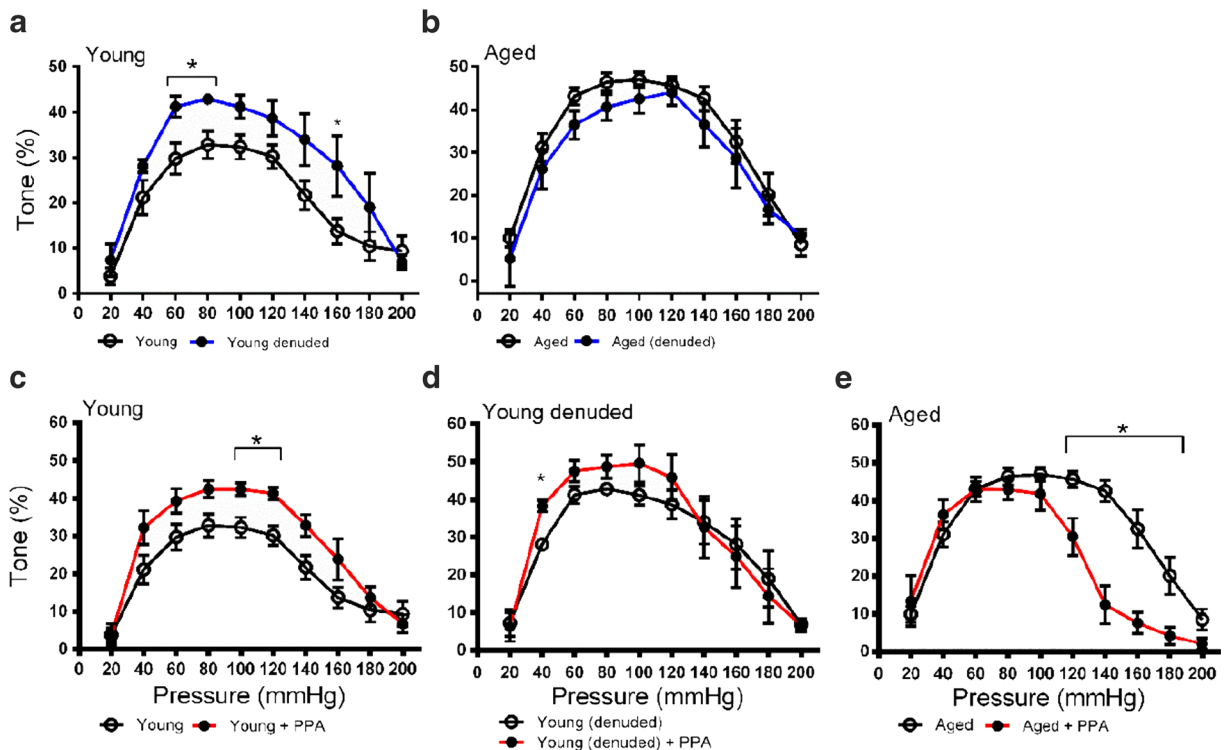 a
Young
*
*
Tone (%)
50
40
30
20
10
0
0 20 40 60 80 100 120 140 160 180 200
Young Young denuded
b
Aged
50
40
30
20
10
0
0 20 40 60 80 100 120 140 160 180 200
Aged Aged (denuded)
c
Young
*
Tone (%)
60
50
40
30
20
10
0
0 20 40 60 80 100 120 140 160 180 200
Pressure (mmHg)
Young Young + PPA
d
Young denuded
*
60
50
40
30
20
10
0
0 20 40 60 80 100 120 140 160 180 200
Pressure (mmHg)
Young (denuded)
Young (denuded) + PPA
e
Aged
*
60
50
40
30
20
10
0
0 20 40 60 80 100 120 140 160 180 200
Pressure (mmHg)
Aged Aged + PPA